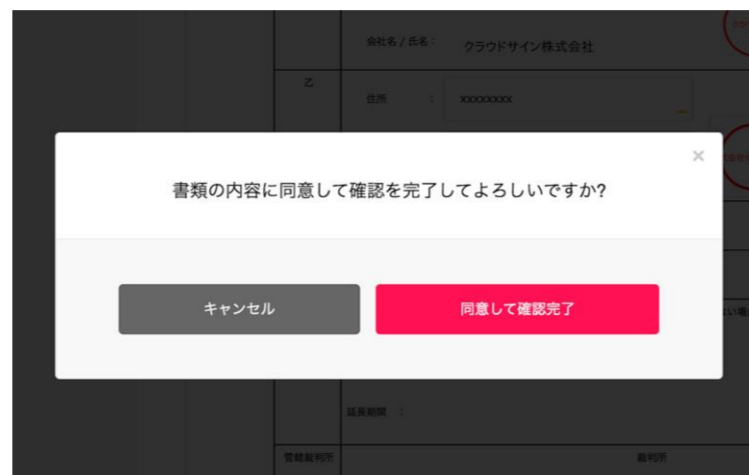 会社名 / 氏名 :
クラウドサイン株式会社
乙
住所 :
xxxxxxxx
×
書類の内容に同意して確認を完了してよろしいですか?
キャンセル
同意して確認完了
延長期間 :
管轄裁判所
裁判所